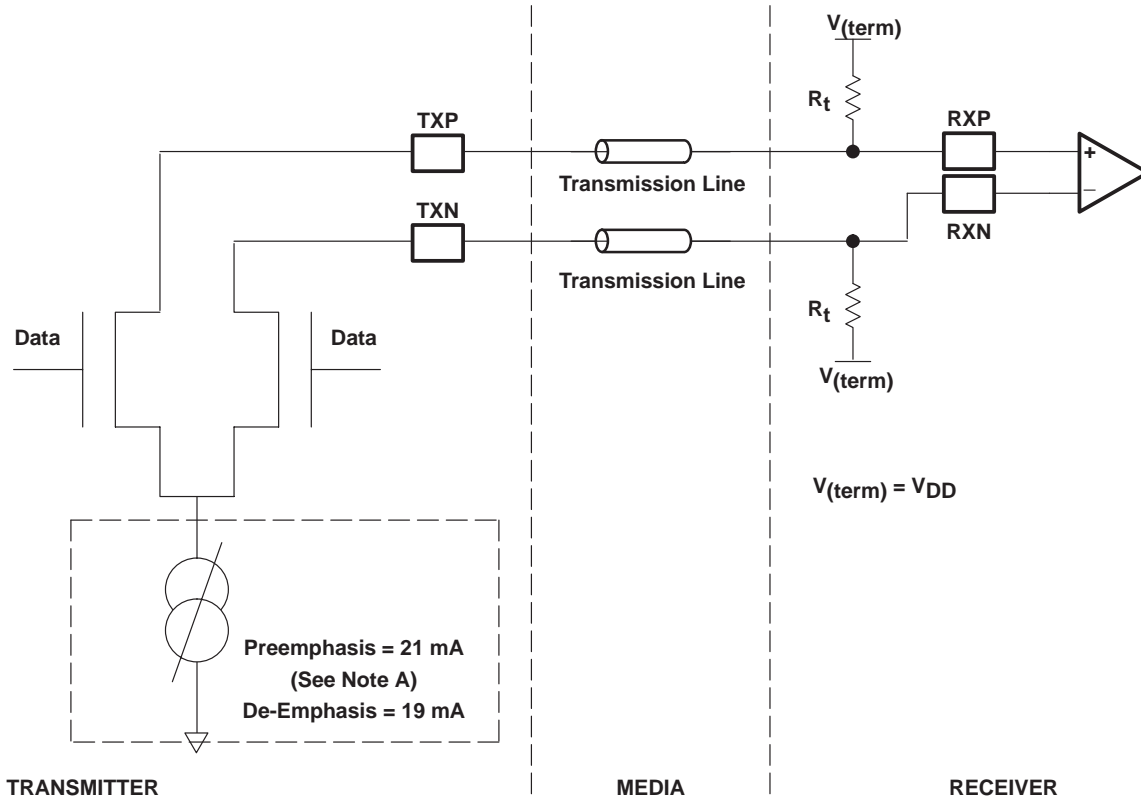 V(term)
Rt
TXP
RXP
+
Transmission Line
−
TXN
RXN
Transmission Line
Rt
Data
Data
V(term)
V(term) = VDD
Preemphasis = 21 mA
(See Note A)
De-Emphasis = 19 mA
TRANSMITTER
MEDIA
RECEIVER